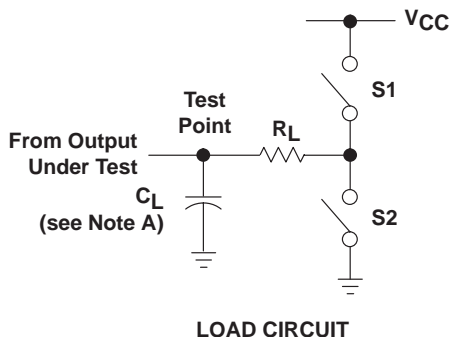 VCC
S1
Test
Point
RL
From Output
Under Test
CL
(see Note A)
S2
LOAD CIRCUIT